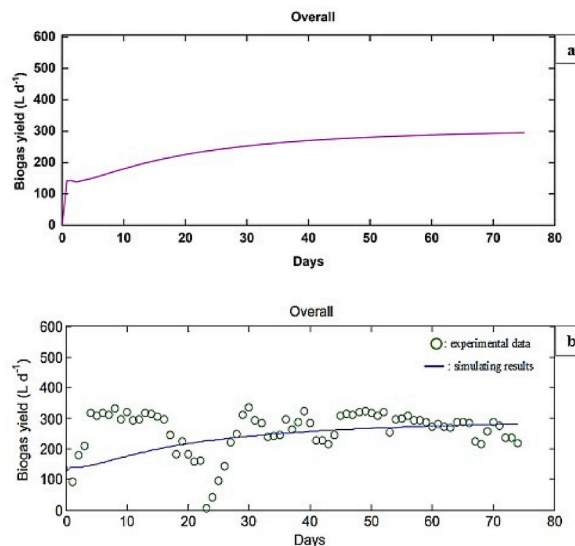 Overall
a
600
500
400
300
200
100
0
Biogas yield (L d⁻¹)
0 10 20 30 40 50 60 70 80
Days
Overall
b
600
500
400
300
200
100
0
Biogas yield (L d⁻¹)
: experimental data
: simulating results
0 10 20 30 40 50 60 70 80
Days